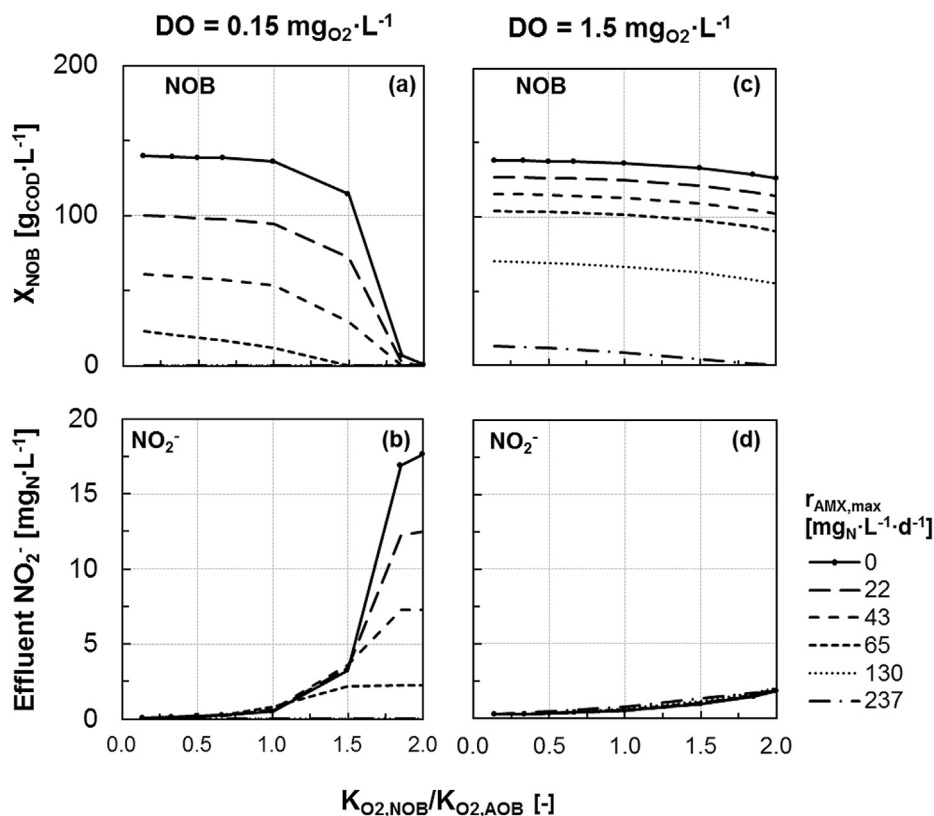 DO = 0.15 mgO2·L-1
DO = 1.5 mgO2·L-1
200
NOB
(a)
NOB
(c)
XNOB [gCOD·L-1]
100
0
20
NO2-
(b)
NO2-
(d)
Effluent NO2- [mgN·L-1]
15
10
5
0
0.0 0.5 1.0 1.5 2.0
0.0 0.5 1.0 1.5 2.0
KO2,NOB/KO2,AOB [-]
rAMX,max
[mgN·L-1·d-1]
0
22
43
65
130
237